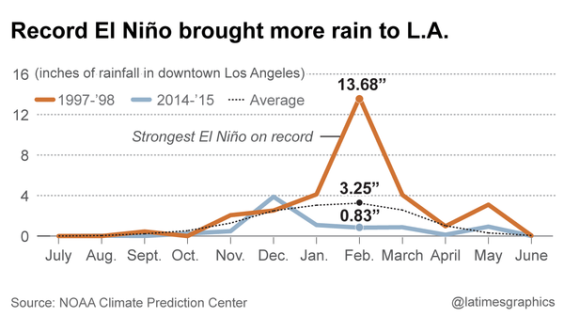 Record El Niño brought more rain to L.A.
16 (inches of rainfall in downtown Los Angeles)
13.68”
1997-’98 2014-’15 Average
12
Strongest El Niño on record
8
3.25”
4
0.83”
0
July Aug. Sept. Oct. Nov. Dec. Jan. Feb. March April May June
Source: NOAA Climate Prediction Center @latimesgraphics